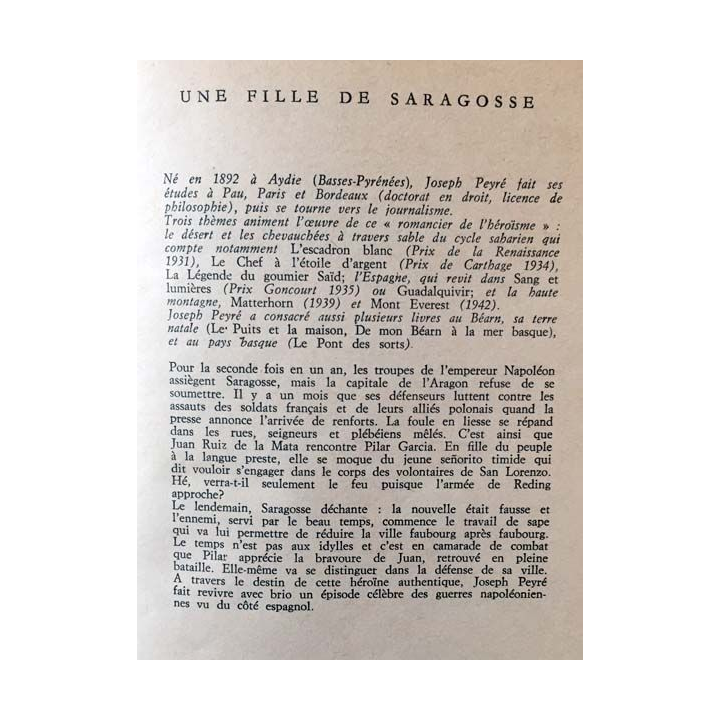 UNE FILLE DE SARAGOSSE
Né en 1892 à Aydie (Basses-Pyrénées), Joseph Peyré fait ses
études à Pau, Paris et Bordeaux (doctorat en droit, licence de
philosophie), puis se tourne vers le journalisme.
Trois thèmes animent l'œuvre de ce « romancier de l'héroïsme » :
le désert et les chevauchées à travers sable du cycle saharien qui
compte notamment L'escadron blanc (Prix de la Renaissance
1931), Le Chef à l'étoile d'argent (Prix de Carthage 1934),
La Légende du goumier Saïd; l'Espagne, qui revit dans Sang et
lumières (Prix Goncourt 1935) ou Guadalquivir; et la haute
montagne, Matterhorn (1939) et Mont Everest (1942).
Joseph Peyré a consacré aussi plusieurs livres au Béarn, sa terre
natale (Le Puits et la maison, De mon Béarn à la mer basque),
et au pays basque (Le Pont des sorts).
Pour la seconde fois en un an, les troupes de l'empereur Napoléon
assiègent Saragosse, mais la capitale de l'Aragon refuse de se
soumettre. Il y a un mois que ses défenseurs luttent contre les
assauts des soldats français et de leurs alliés polonais quand la
presse annonce l'arrivée de renforts. La foule en liesse se répand
dans les rues, seigneurs et plébéiens mêlés. C'est ainsi que
Juan Ruiz de la Mata rencontre Pilar Garcia. En fille du peuple
à la langue preste, elle se moque du jeune señorito timide qui
dit vouloir s'engager dans le corps des volontaires de San Lorenzo.
Hé, verra-t-il seulement le feu puisque l'armée de Reding
approche?
Le lendemain, Saragosse déchante : la nouvelle était fausse et
l'ennemi, servi par le beau temps, commence le travail de sape
qui va lui permettre de réduire la ville faubourg après faubourg.
Le temps n'est pas aux idylles et c'est en camarade de combat
que Pilar apprécie la bravoure de Juan, retrouvé en pleine
bataille. Elle-même va se distinguer dans la défense de sa ville.
A travers le destin de cette héroïne authentique, Joseph Peyré
fait revivre avec brio un épisode célèbre des guerres napoléonien-
nes vu du côté espagnol.